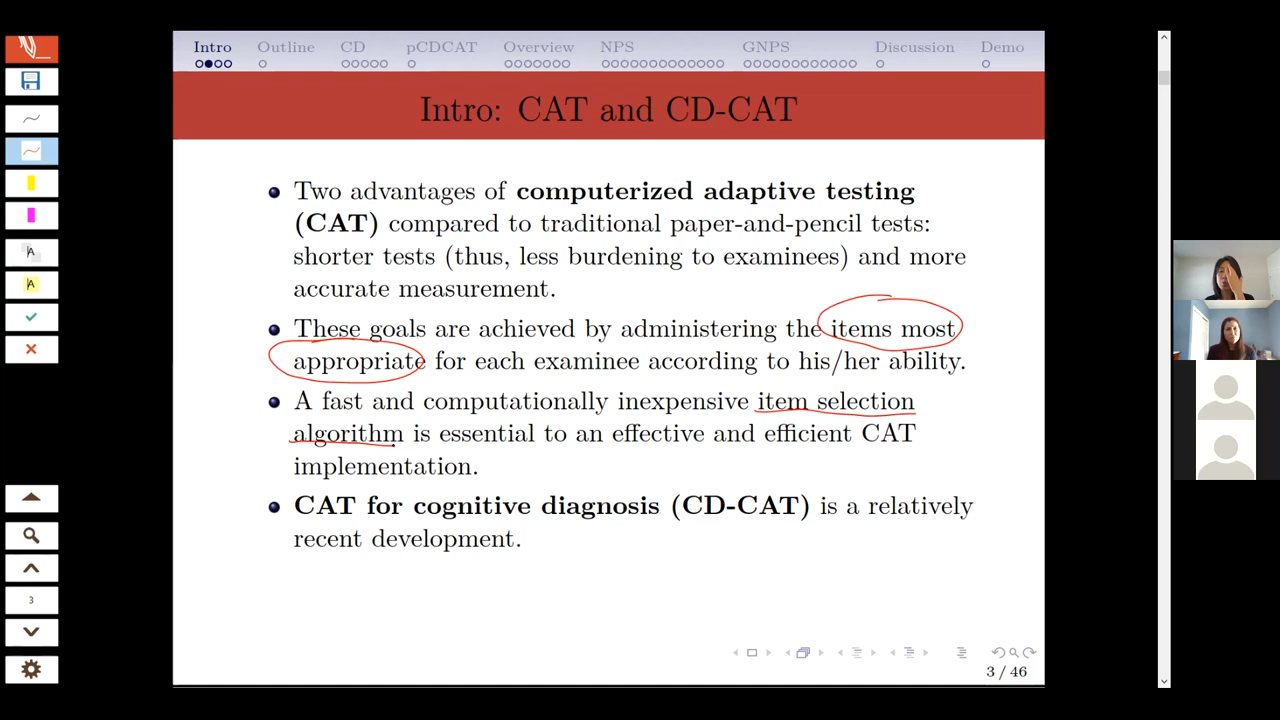 Intro Outline CD pCDCAT Overview NPS GNPS Discussion Demo
Intro: CAT and CD-CAT
Two advantages of computerized adaptive testing
(CAT) compared to traditional paper-and-pencil tests:
shorter tests (thus, less burdening to examinees) and more
accurate measurement.
These goals are achieved by administering the items most
appropriate for each examinee according to his/her ability.
A fast and computationally inexpensive item selection
algorithm is essential to an effective and efficient CAT
implementation.
CAT for cognitive diagnosis (CD-CAT) is a relatively
recent development.
3 / 46
A
A
3